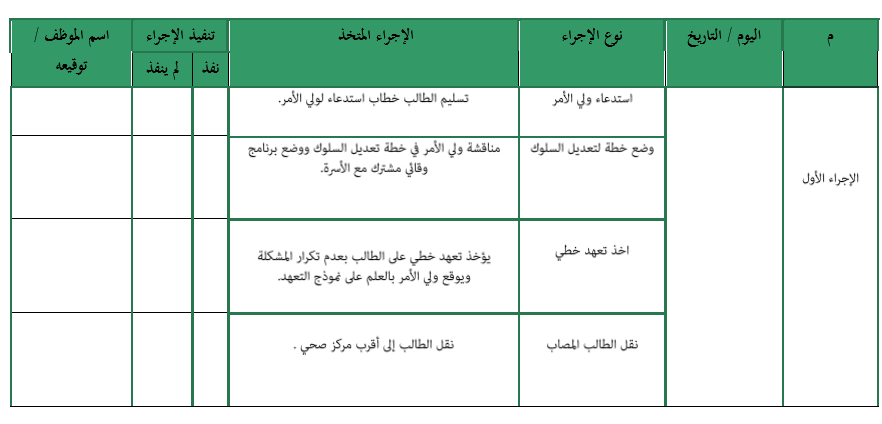 م
اليوم / التاريخ
نوع الإجراء
الإجراء المتخذ
تنفيذ الإجراء
اسم الموظف /
توقيعه
نفذ
لم ينفذ
الإجراء الأول
استدعاء ولي الأمر
تسليم الطالب خطاب استدعاء لولي الأمر.
وضع خطة لتعديل السلوك
مناقشة ولي الأمر في خطة تعديل السلوك ووضع برنامج
وقائي مشترك مع الأسرة.
اخذ تعهد خطي
يؤخذ تعهد خطي على الطالب بعدم تكرار المشكلة
ويوقع ولي الأمر بالعلم على نموذج التعهد.
نقل الطالب المصاب
نقل الطالب إلى أقرب مركز صحي .